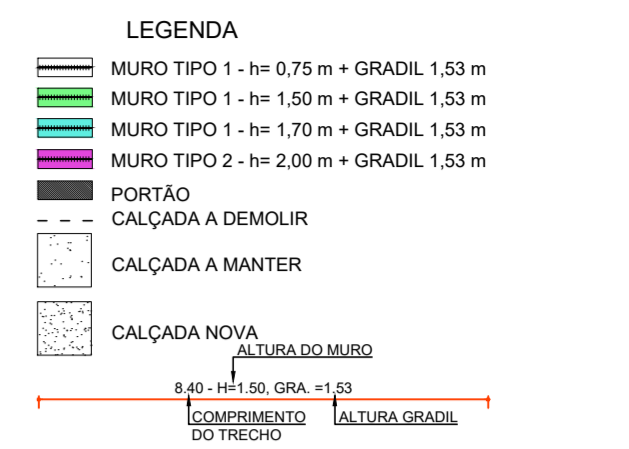 LEGENDA
MURO TIPO 1 - h= 0,75 m + GRADIL 1,53 m
MURO TIPO 1 - h= 1,50 m + GRADIL 1,53 m
MURO TIPO 1 - h= 1,70 m + GRADIL 1,53 m
MURO TIPO 2 - h= 2,00 m + GRADIL 1,53 m
PORTÃO
CALÇADA A DEMOLIR
CALÇADA A MANTER
CALÇADA NOVA
ALTURA DO MURO
8.40 - H=1.50, GRA. =1.53
COMPRIMENTO
DO TRECHO
ALTURA GRADIL